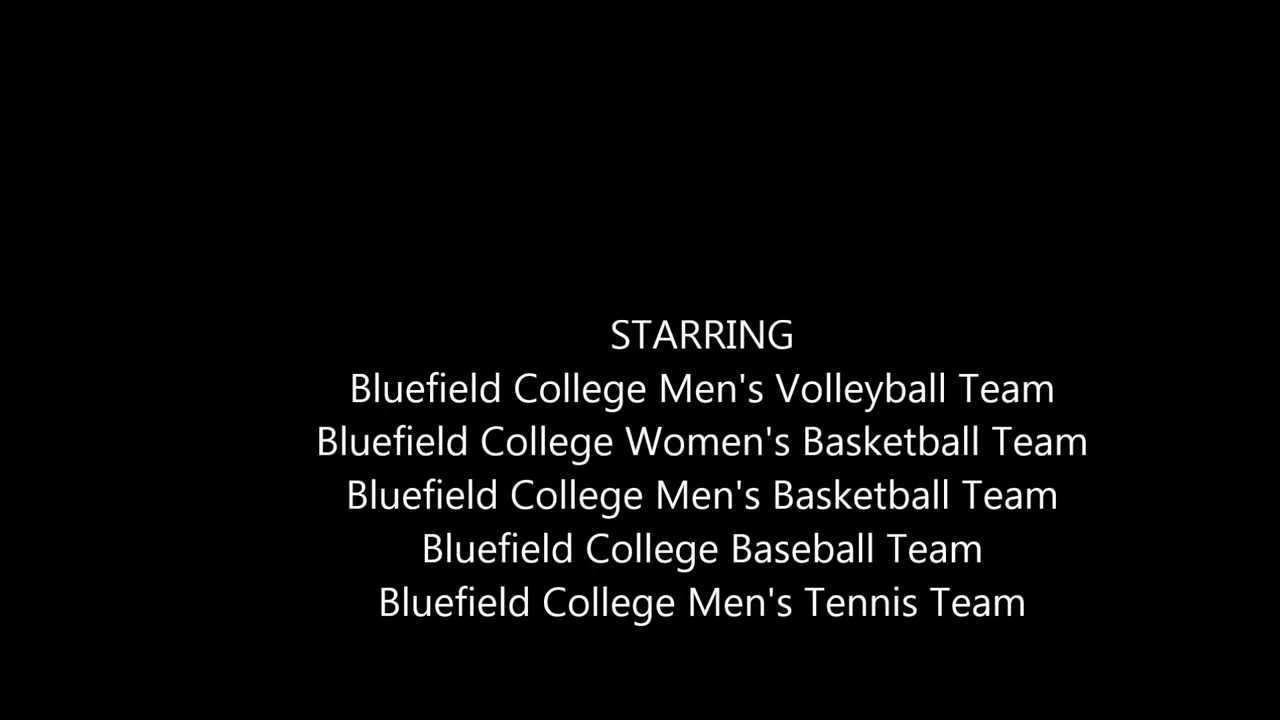 STARRING
Bluefield College Men's Volleyball Team
Bluefield College Women's Basketball Team
Bluefield College Men's Basketball Team
Bluefield College Baseball Team
Bluefield College Men's Tennis Team